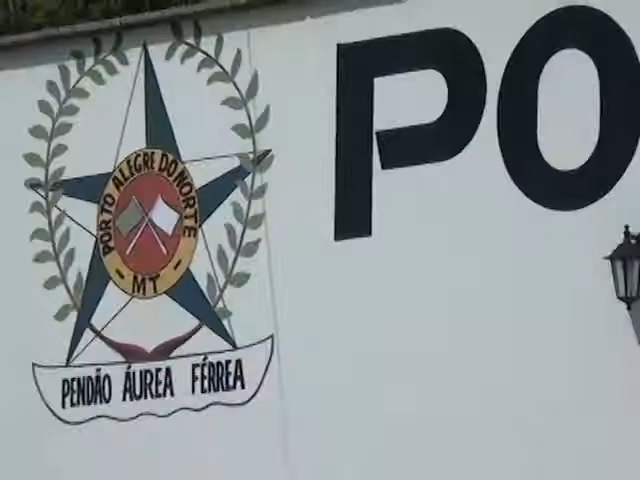 PORTO ALEGRE DO NORTE
- MT -
PENDÃO ÁUREA FÉRREA
PO